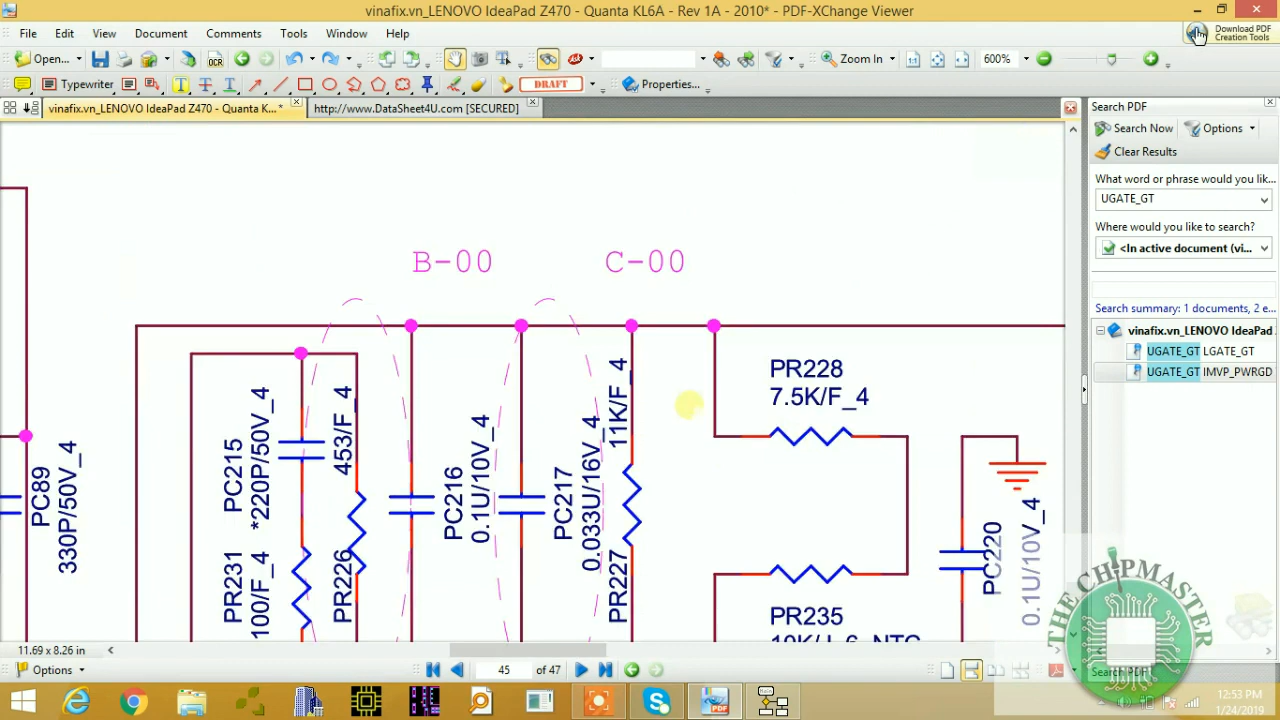 vinafix.vn_LENOVO IdeaPad Z470 - Quanta KL6A - Rev 1A - 2010* - PDF-XChange Viewer
File Edit View Document Comments Tools Window Help
Download PDF
Creation Tools
Open... OCR Zoom In 600%
Typewriter DRAFT Properties...
vinafix.vn_LENOVO IdeaPad Z470 - Quanta K... *
http://www.DataSheet4U.com [SECURED]
Search PDF
Search Now Options
Clear Results
What word or phrase would you lik...
UGATE_GT
Where would you like to search?
<In active document (vi...
Search summary: 1 documents, 2 e...
vinafix.vn_LENOVO IdeaPad
UGATE_GT LGATE_GT
UGATE_GT IMVP_PWRGD
B-00
C-00
PR228
7.5K/F_4
PC89
330P/50V_4
PC215
*220P/50V_4
453/F_4
PR231
100/F_4
PR226
PC216
0.1U/10V_4
PC217
0.033U/16V_4
11K/F_4
PR227
PR235
10K/J_6_NTC
PC220
0.1U/10V_4
THE CHIPMASTER
11.69 x 8.26 in
Options
45 of 47
Search PDF
12:53 PM
1/24/2019